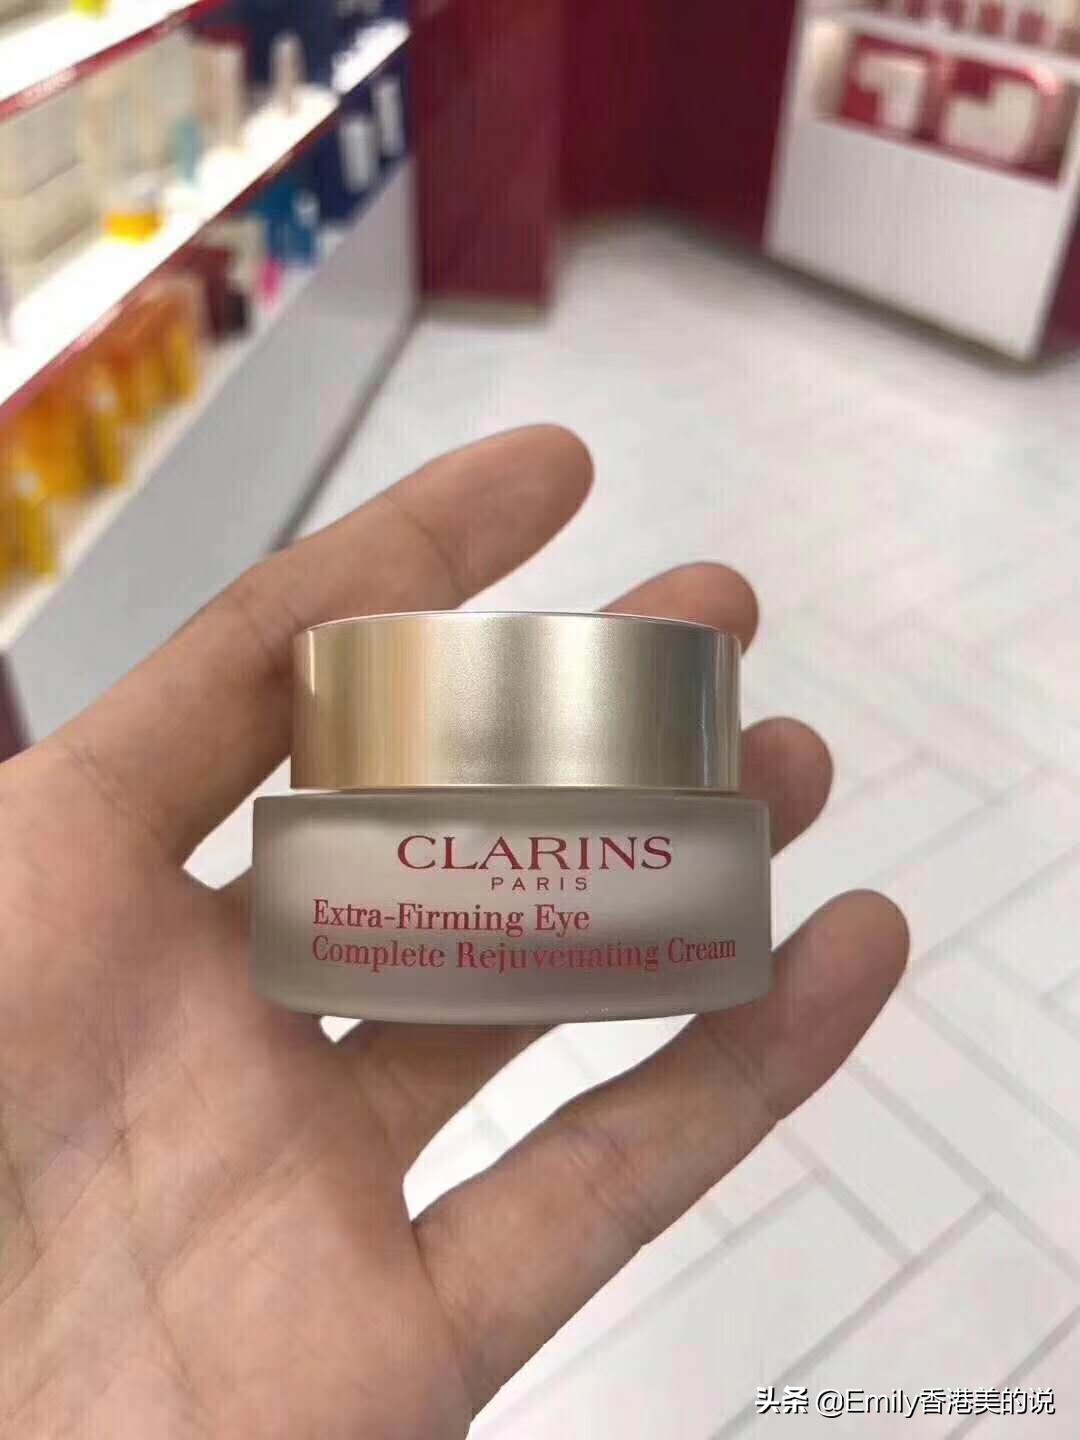 CLARINS
PARIS
Extra-Firming Eye
Complete Rejuvenating Cream
头条 @Emily香港美的说